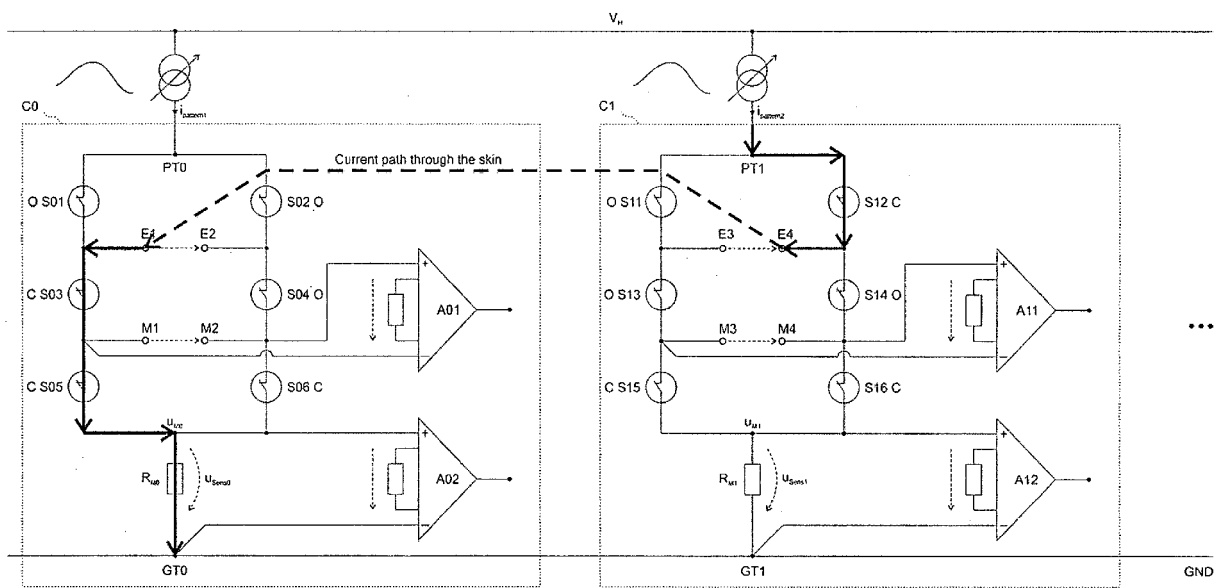 V_H
C0
i_pattern1
C1
i_pattern2
PT0
Current path through the skin
PT1
O S01
S02 O
O S11
S12 C
E1
E2
E3
E4
C S03
S04 O
A01
O S13
S14 O
A11
M1
M2
M3
M4
...
C S05
S06 C
C S15
S16 C
u_M0
u_M1
R_M0
u_Sens0
A02
R_M1
u_Sens1
A12
GT0
GT1
GND